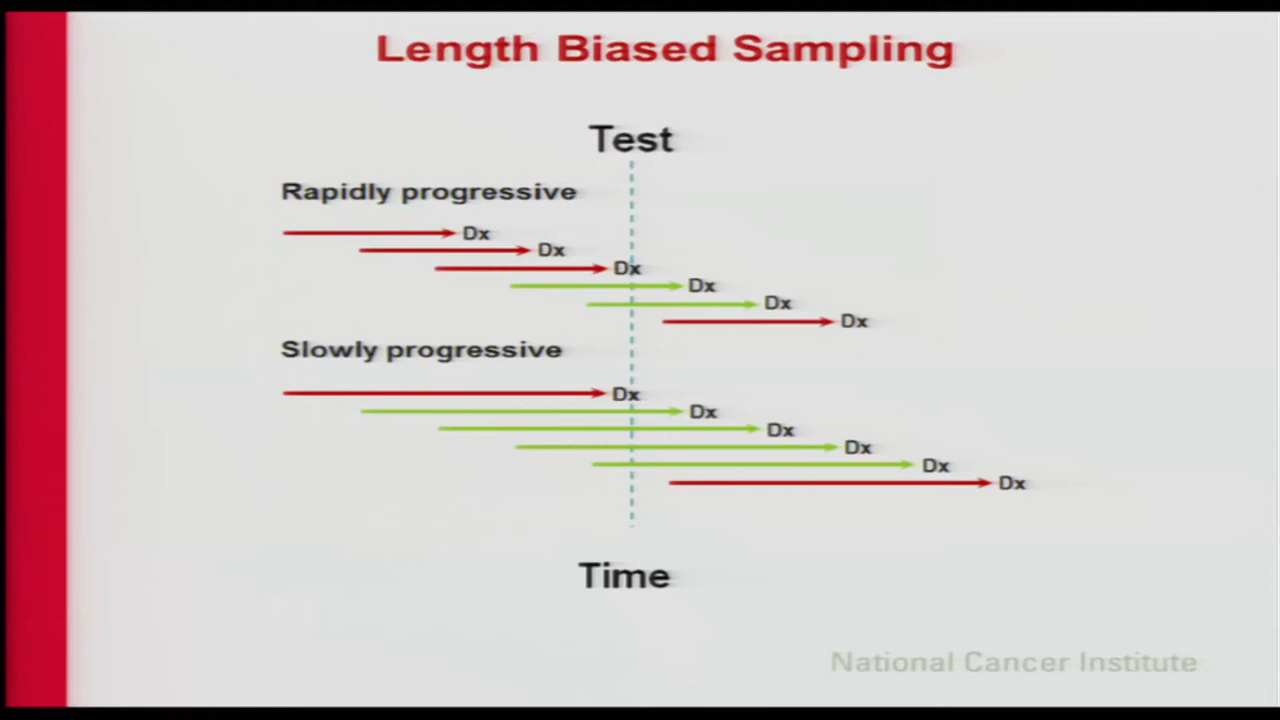 Length Biased Sampling
Test
Rapidly progressive
Dx
Dx
Dx
Dx
Dx
Dx
Slowly progressive
Dx
Dx
Dx
Dx
Dx
Dx
Time
National Cancer Institute